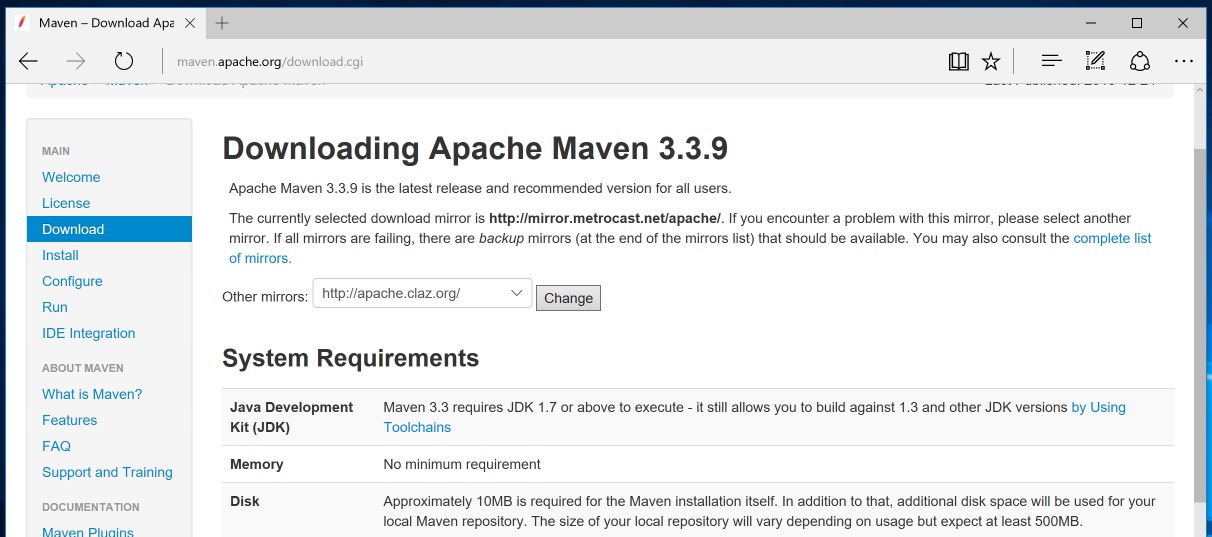 Maven – Download Apa
maven.apache.org/download.cgi
MAIN
Welcome
License
Download
Install
Configure
Run
IDE Integration
ABOUT MAVEN
What is Maven?
Features
FAQ
Support and Training
DOCUMENTATION
Maven Plugins
Downloading Apache Maven 3.3.9
Apache Maven 3.3.9 is the latest release and recommended version for all users.
The currently selected download mirror is http://mirror.metrocast.net/apache/. If you encounter a problem with this mirror, please select another
mirror. If all mirrors are failing, there are backup mirrors (at the end of the mirrors list) that should be available. You may also consult the complete list
of mirrors.
Other mirrors: http://apache.claz.org/ Change
System Requirements
Java Development Maven 3.3 requires JDK 1.7 or above to execute - it still allows you to build against 1.3 and other JDK versions by Using
Kit (JDK) Toolchains
Memory No minimum requirement
Disk Approximately 10MB is required for the Maven installation itself. In addition to that, additional disk space will be used for your
local Maven repository. The size of your local repository will vary depending on usage but expect at least 500MB.